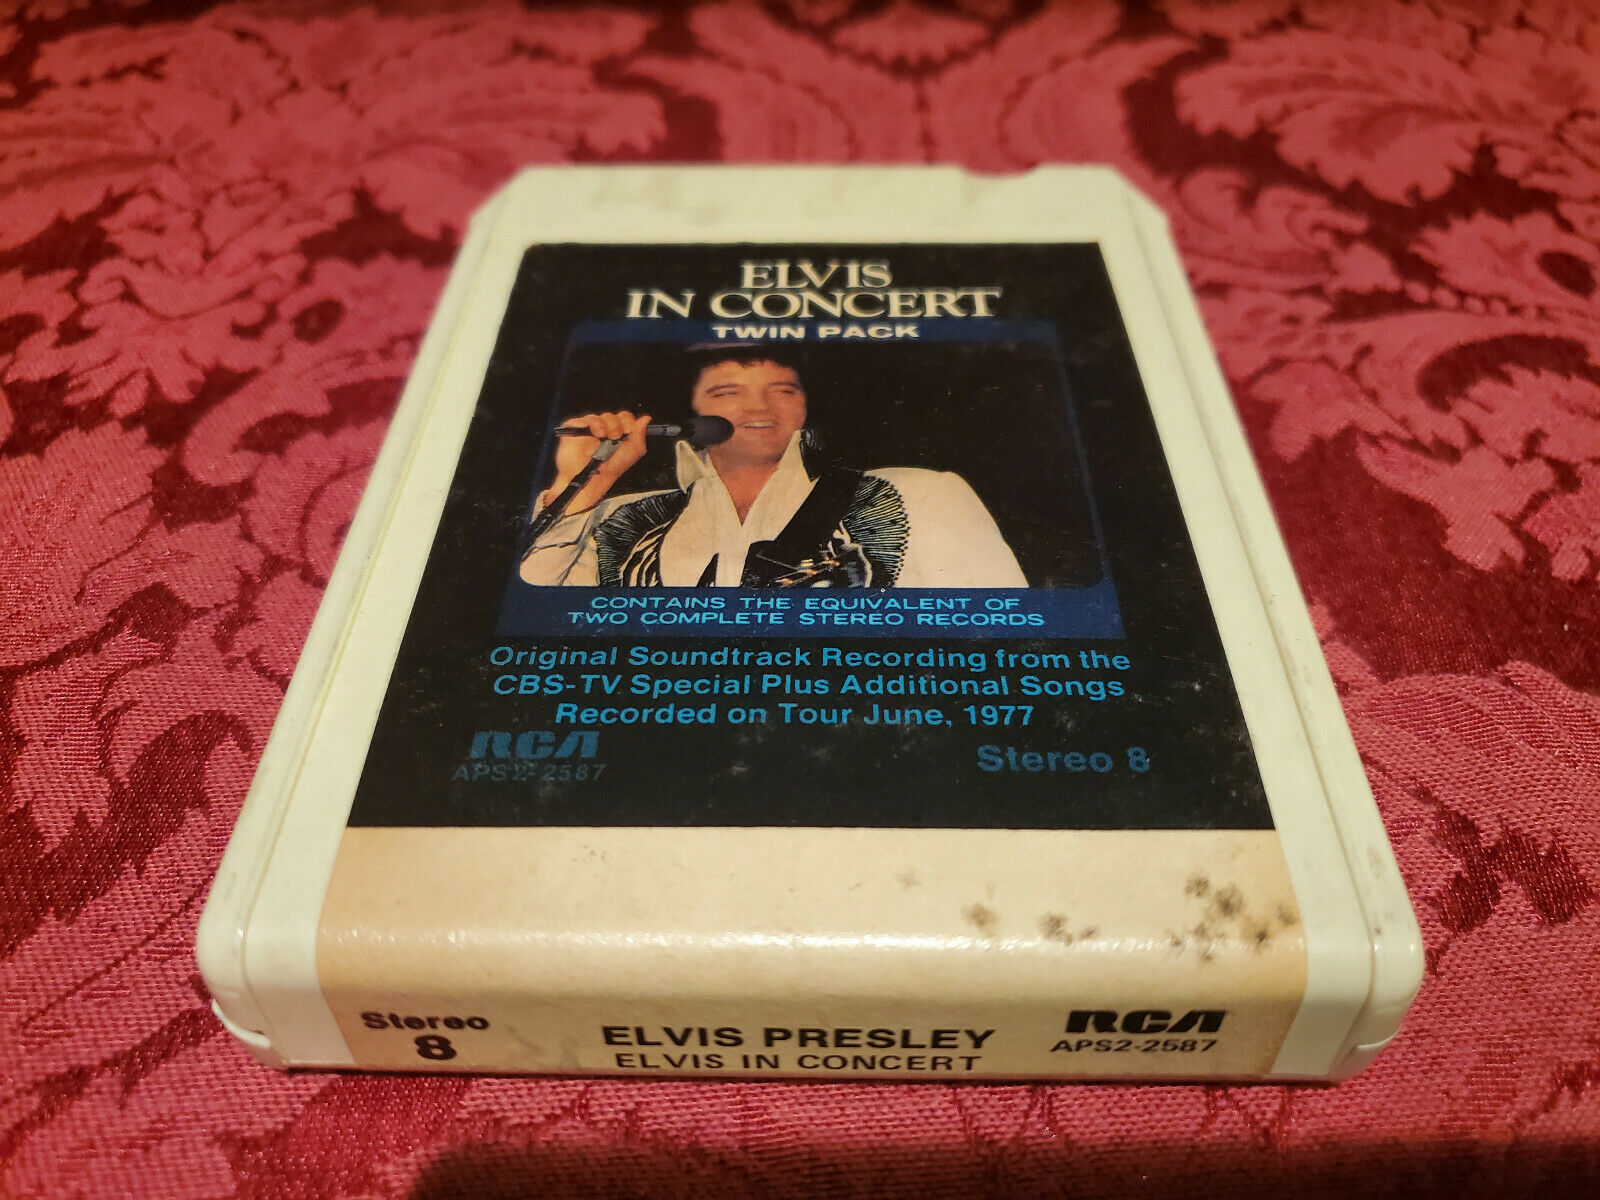 ELVIS
IN CONCERT
TWIN PACK
CONTAINS THE EQUIVALENT OF
TWO COMPLETE STEREO RECORDS
Original Soundtrack Recording from the
CBS-TV Special Plus Additional Songs
Recorded on Tour June, 1977
RCA
APS2-2587
Stereo 8
Stereo
8
ELVIS PRESLEY
ELVIS IN CONCERT
RCA
APS2-2587